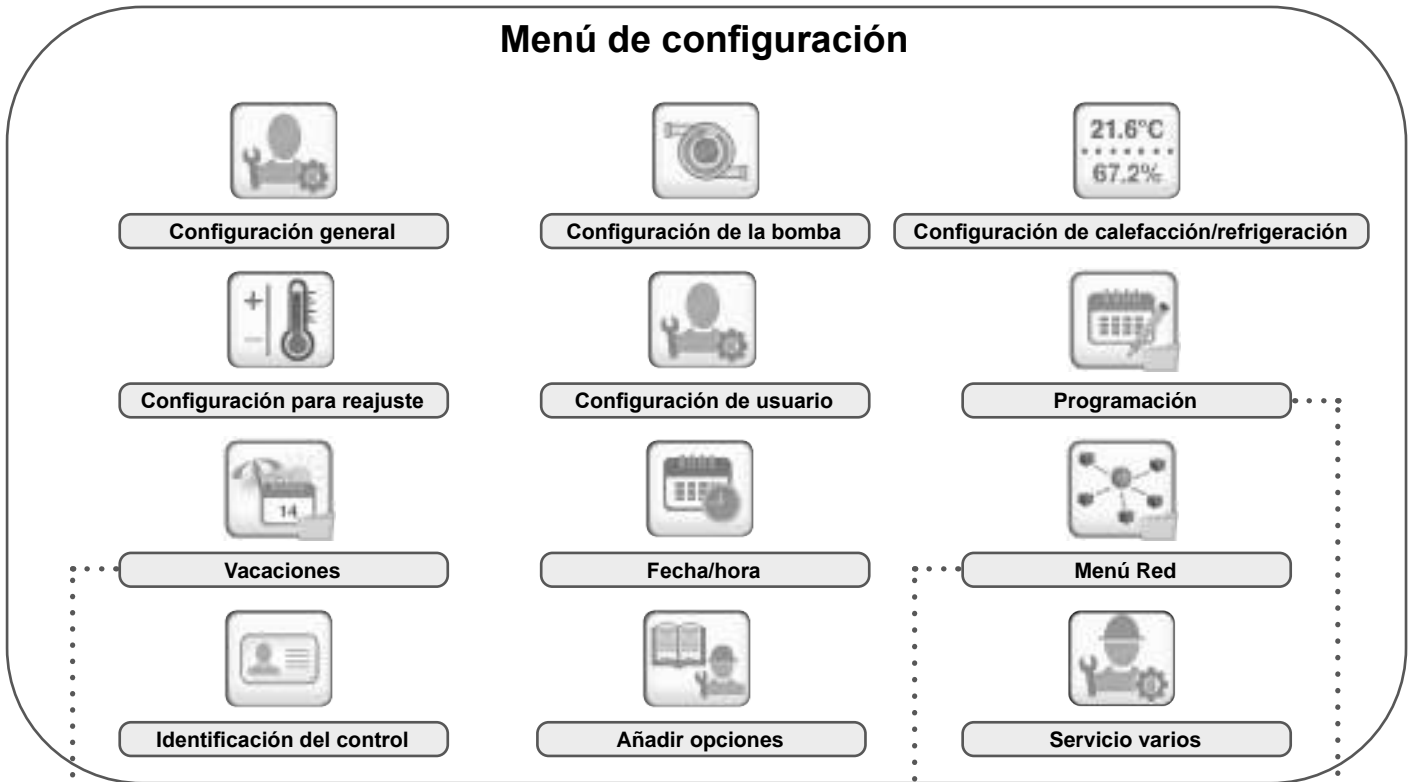 Menú de configuración
21.6°C
67.2%
Configuración general
Configuración de la bomba
Configuración de calefacción/refrigeración
+
−
Configuración para reajuste
Configuración de usuario
Programación
14
Vacaciones
Fecha/hora
Menú Red
Identificación del control
Añadir opciones
Servicio varios